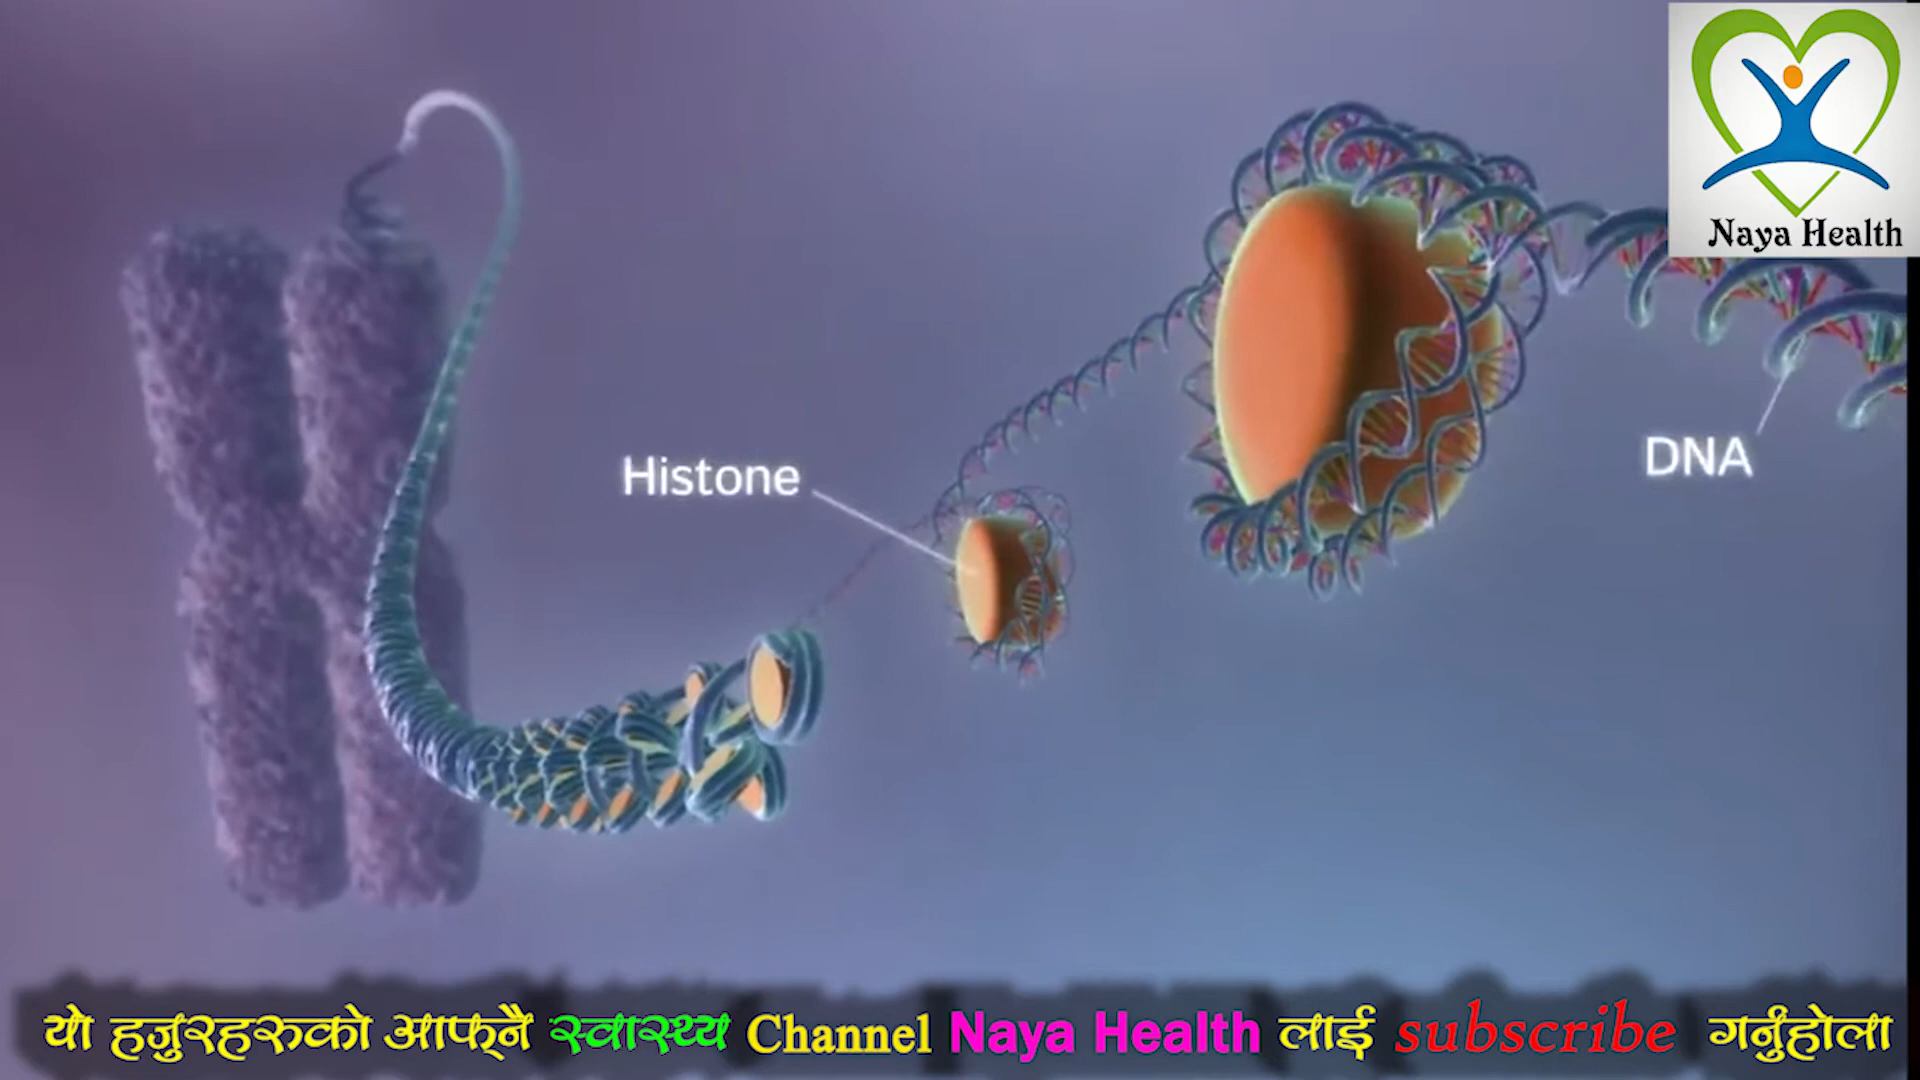 Naya Health
Histone
DNA
यो हजुरहरुको आफ्नै स्वास्थ्य Channel Naya Health लाई subscribe गर्नुहोला